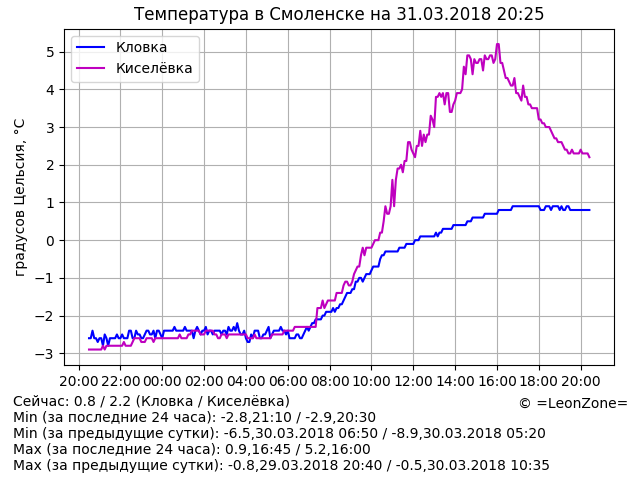 Температура в Смоленске на 31.03.2018 20:25
Кловка
Киселёвка
градусов Цельсия, °C
5
4
3
2
1
0
−1
−2
−3
20:00 22:00 00:00 02:00 04:00 06:00 08:00 10:00 12:00 14:00 16:00 18:00 20:00
Сейчас: 0.8 / 2.2 (Кловка / Киселёвка)
© =LeonZone=
Min (за последние 24 часа): -2.8,21:10 / -2.9,20:30
Min (за предыдущие сутки): -6.5,30.03.2018 06:50 / -8.9,30.03.2018 05:20
Max (за последние 24 часа): 0.9,16:45 / 5.2,16:00
Max (за предыдущие сутки): -0.8,29.03.2018 20:40 / -0.5,30.03.2018 10:35